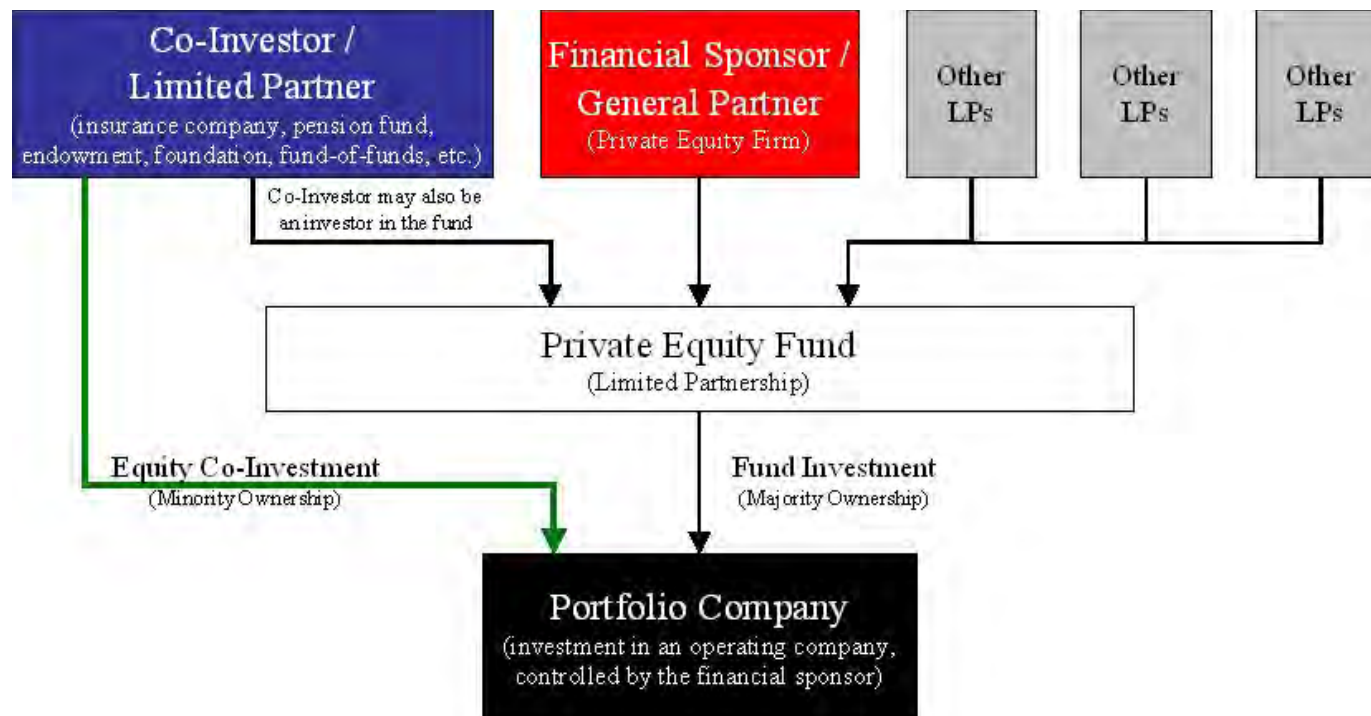 Co-Investor /
Limited Partner
(insurance company, pension fund,
endowment, foundation, fund-of-funds, etc.)
Financial Sponsor /
General Partner
(Private Equity Firm)
Other
LPs
Other
LPs
Other
LPs
Co-Investor may also be
an investor in the fund
Private Equity Fund
(Limited Partnership)
Equity Co-Investment
(Minority Ownership)
Fund Investment
(Majority Ownership)
Portfolio Company
(investment in an operating company,
controlled by the financial sponsor)